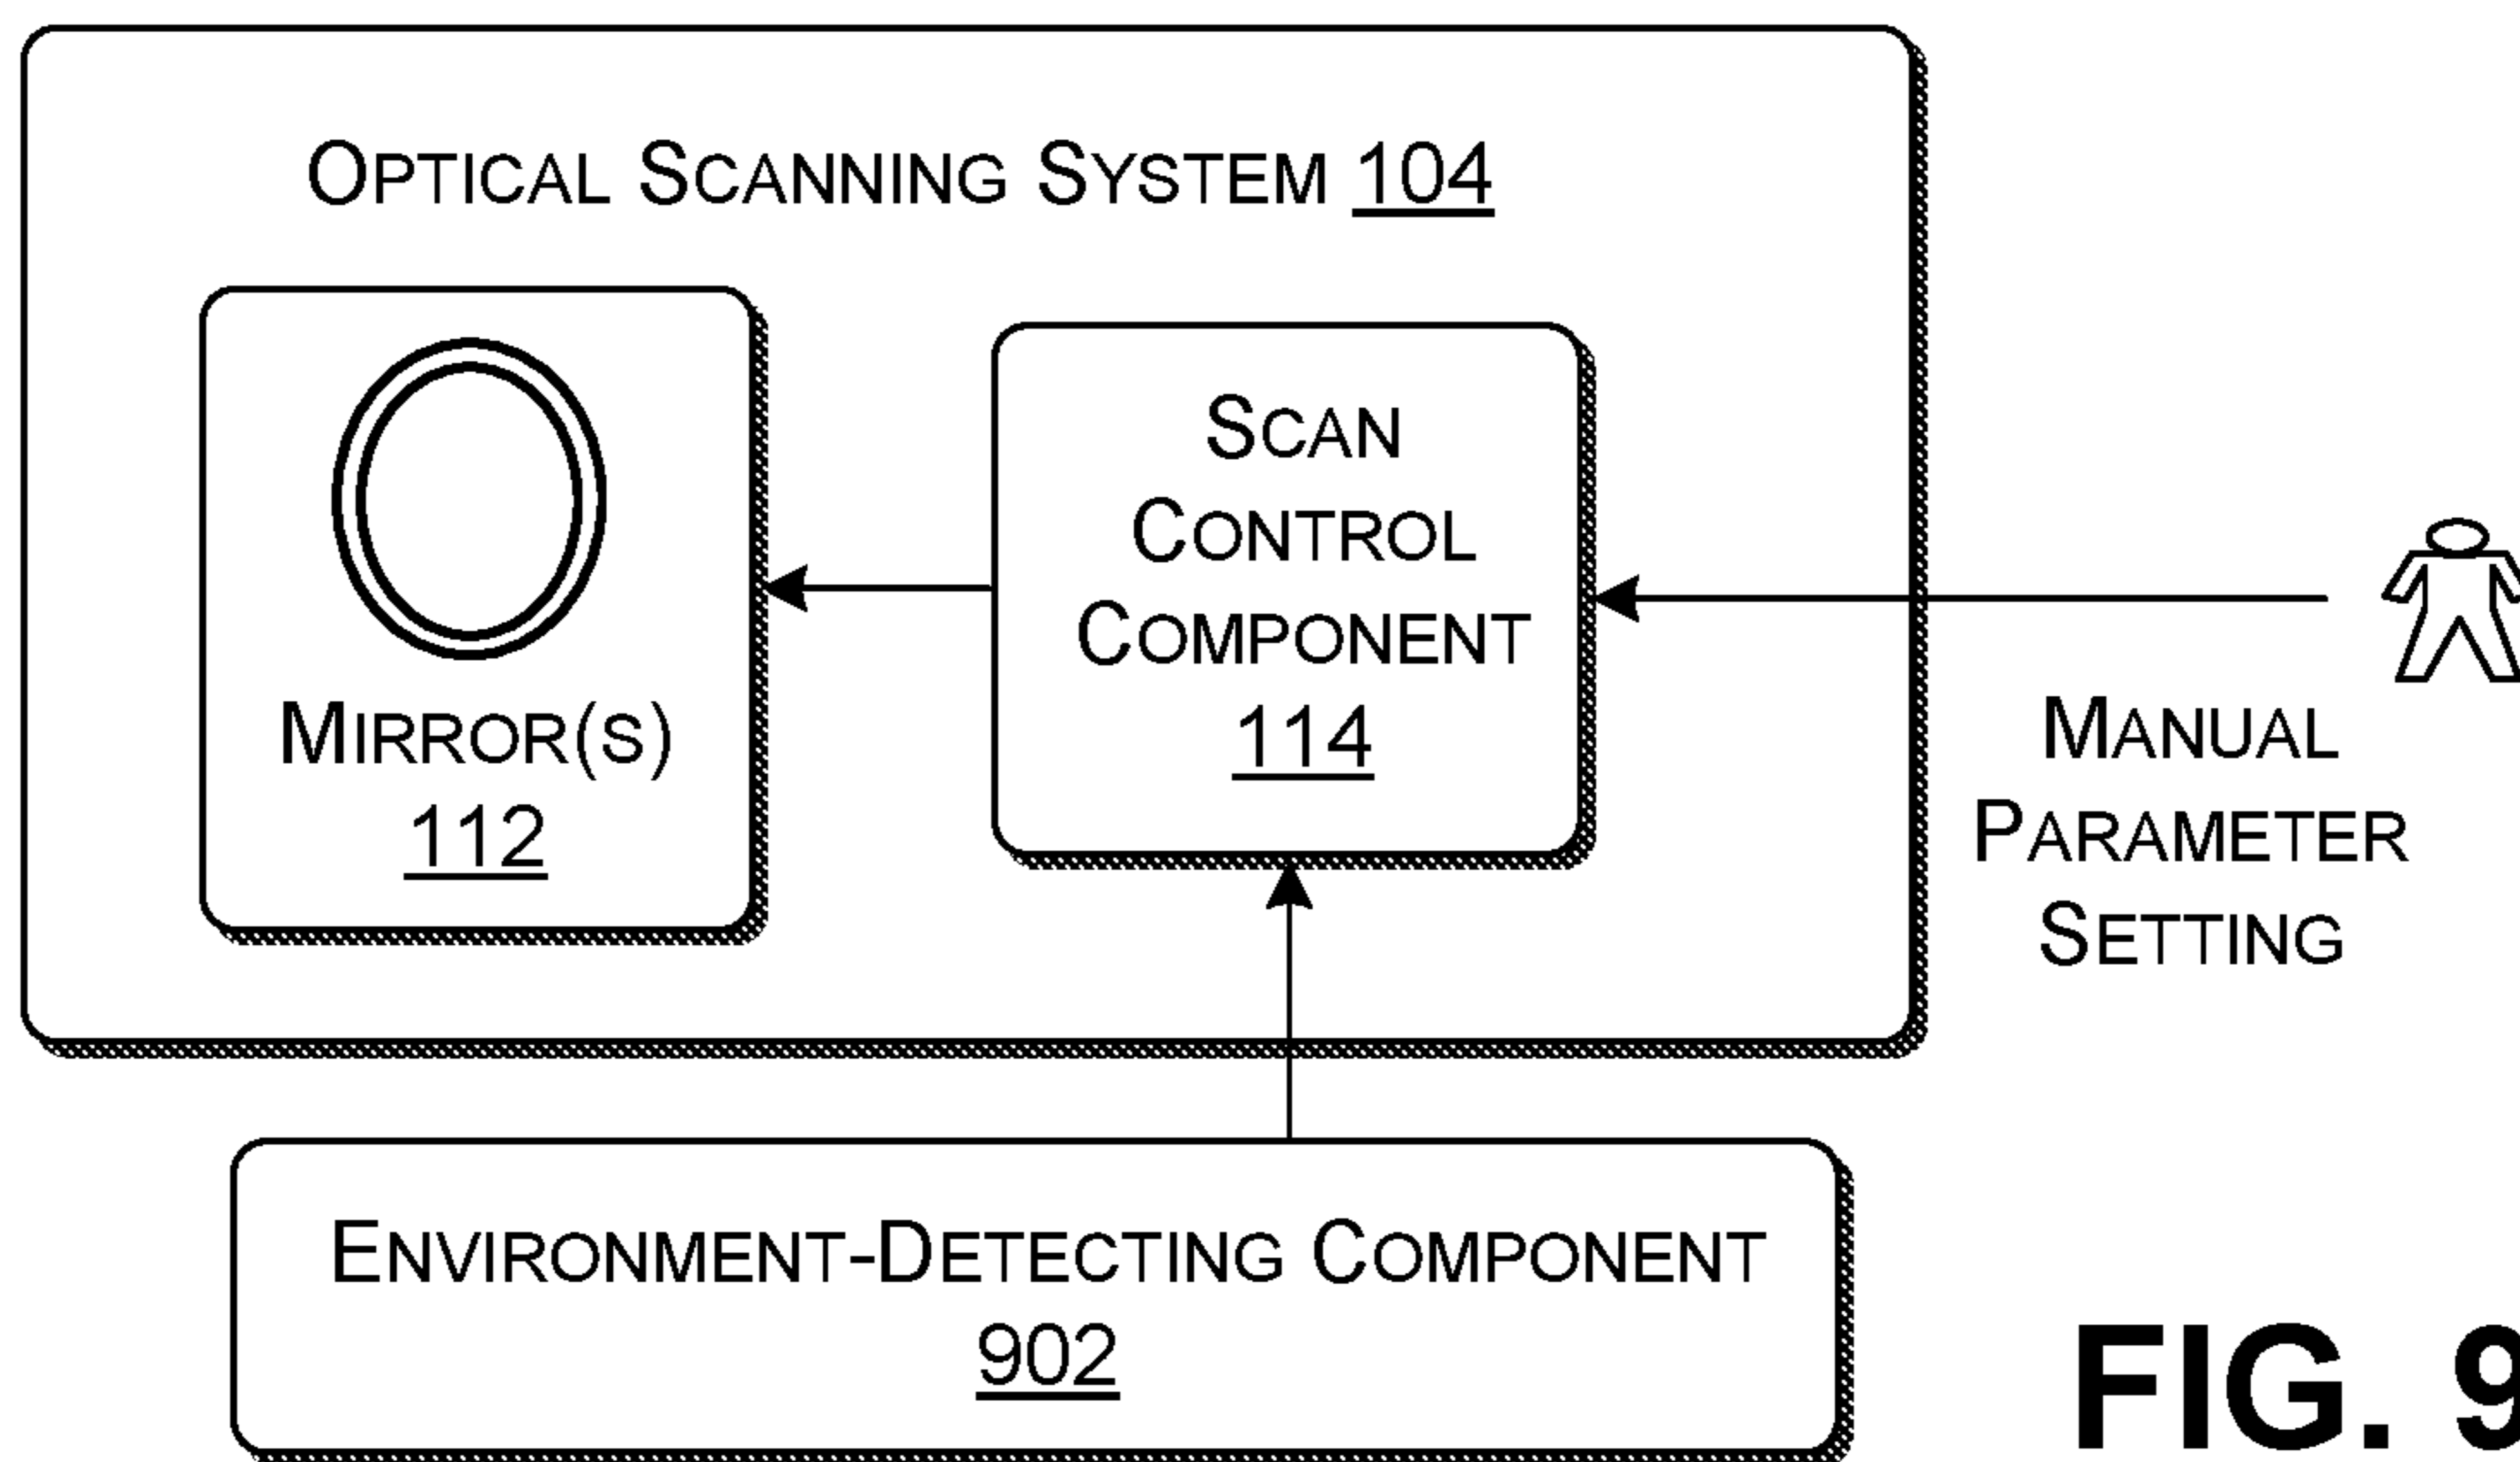 OPTICAL SCANNING SYSTEM 104
MIRROR(S)
112
SCAN
CONTROL
COMPONENT
114
MANUAL
PARAMETER
SETTING
ENVIRONMENT-DETECTING COMPONENT
902
FIG. 9